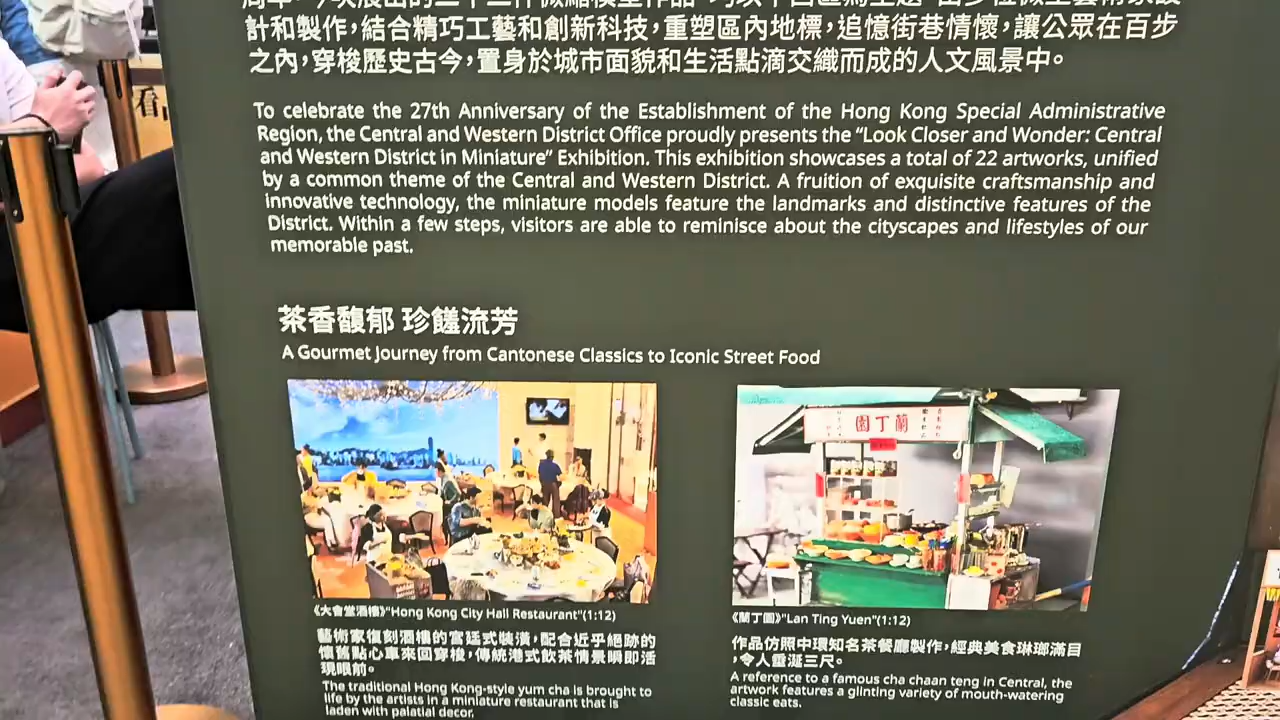 計和製作，結合精巧工藝和創新科技，重塑區內地標，追憶街巷情懷，讓公眾在百步
之內，穿梭歷史古今，置身於城市面貌和生活點滴交織而成的人文風景中。
To celebrate the 27th Anniversary of the Establishment of the Hong Kong Special Administrative
Region, the Central and Western District Office proudly presents the “Look Closer and Wonder: Central
and Western District in Miniature” Exhibition. This exhibition showcases a total of 22 artworks, unified
by a common theme of the Central and Western District. A fruition of exquisite craftsmanship and
innovative technology, the miniature models feature the landmarks and distinctive features of the
District. Within a few steps, visitors are able to reminisce about the cityscapes and lifestyles of our
memorable past.
茶香馥郁 珍饈流芳
A Gourmet Journey from Cantonese Classics to Iconic Street Food
園丁蘭
《大會堂酒樓》"Hong Kong City Hall Restaurant"(1:12)
藝術家復刻酒樓的宮廷式裝潢，配合近乎絕跡的
懷舊點心車來回穿梭，傳統港式飲茶情景瞬即活
現眼前。
The traditional Hong Kong-style yum cha is brought to
life by the artists in a miniature restaurant that is
laden with palatial decor.
《蘭丁園》"Lan Ting Yuen"(1:12)
作品仿照中環知名茶餐廳製作，經典美食琳瑯滿目
，令人垂涎三尺。
A reference to a famous cha chaan teng in Central, the
artwork features a glinting variety of mouth-watering
classic eats.
看